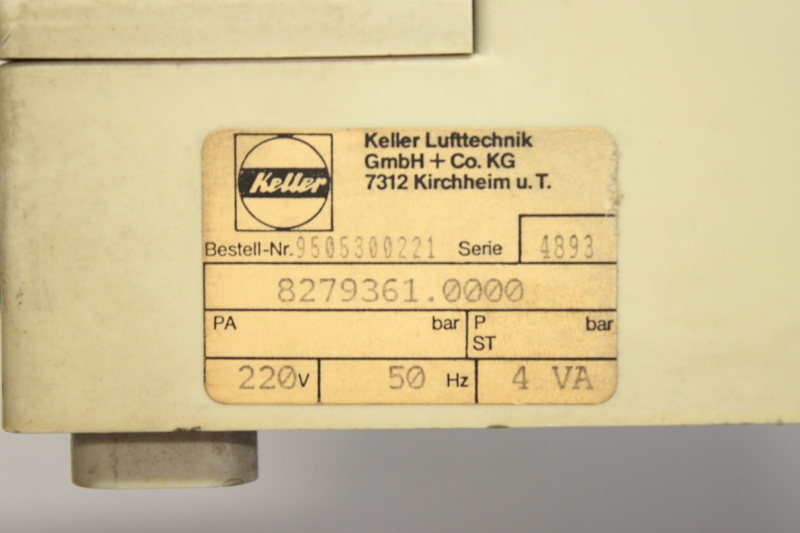 Keller
Keller Lufttechnik
GmbH + Co. KG
7312 Kirchheim u. T.
Bestell-Nr. 9505300221 Serie 4893
8279361.0000
PA bar P ST bar
220 V 50 Hz 4 VA